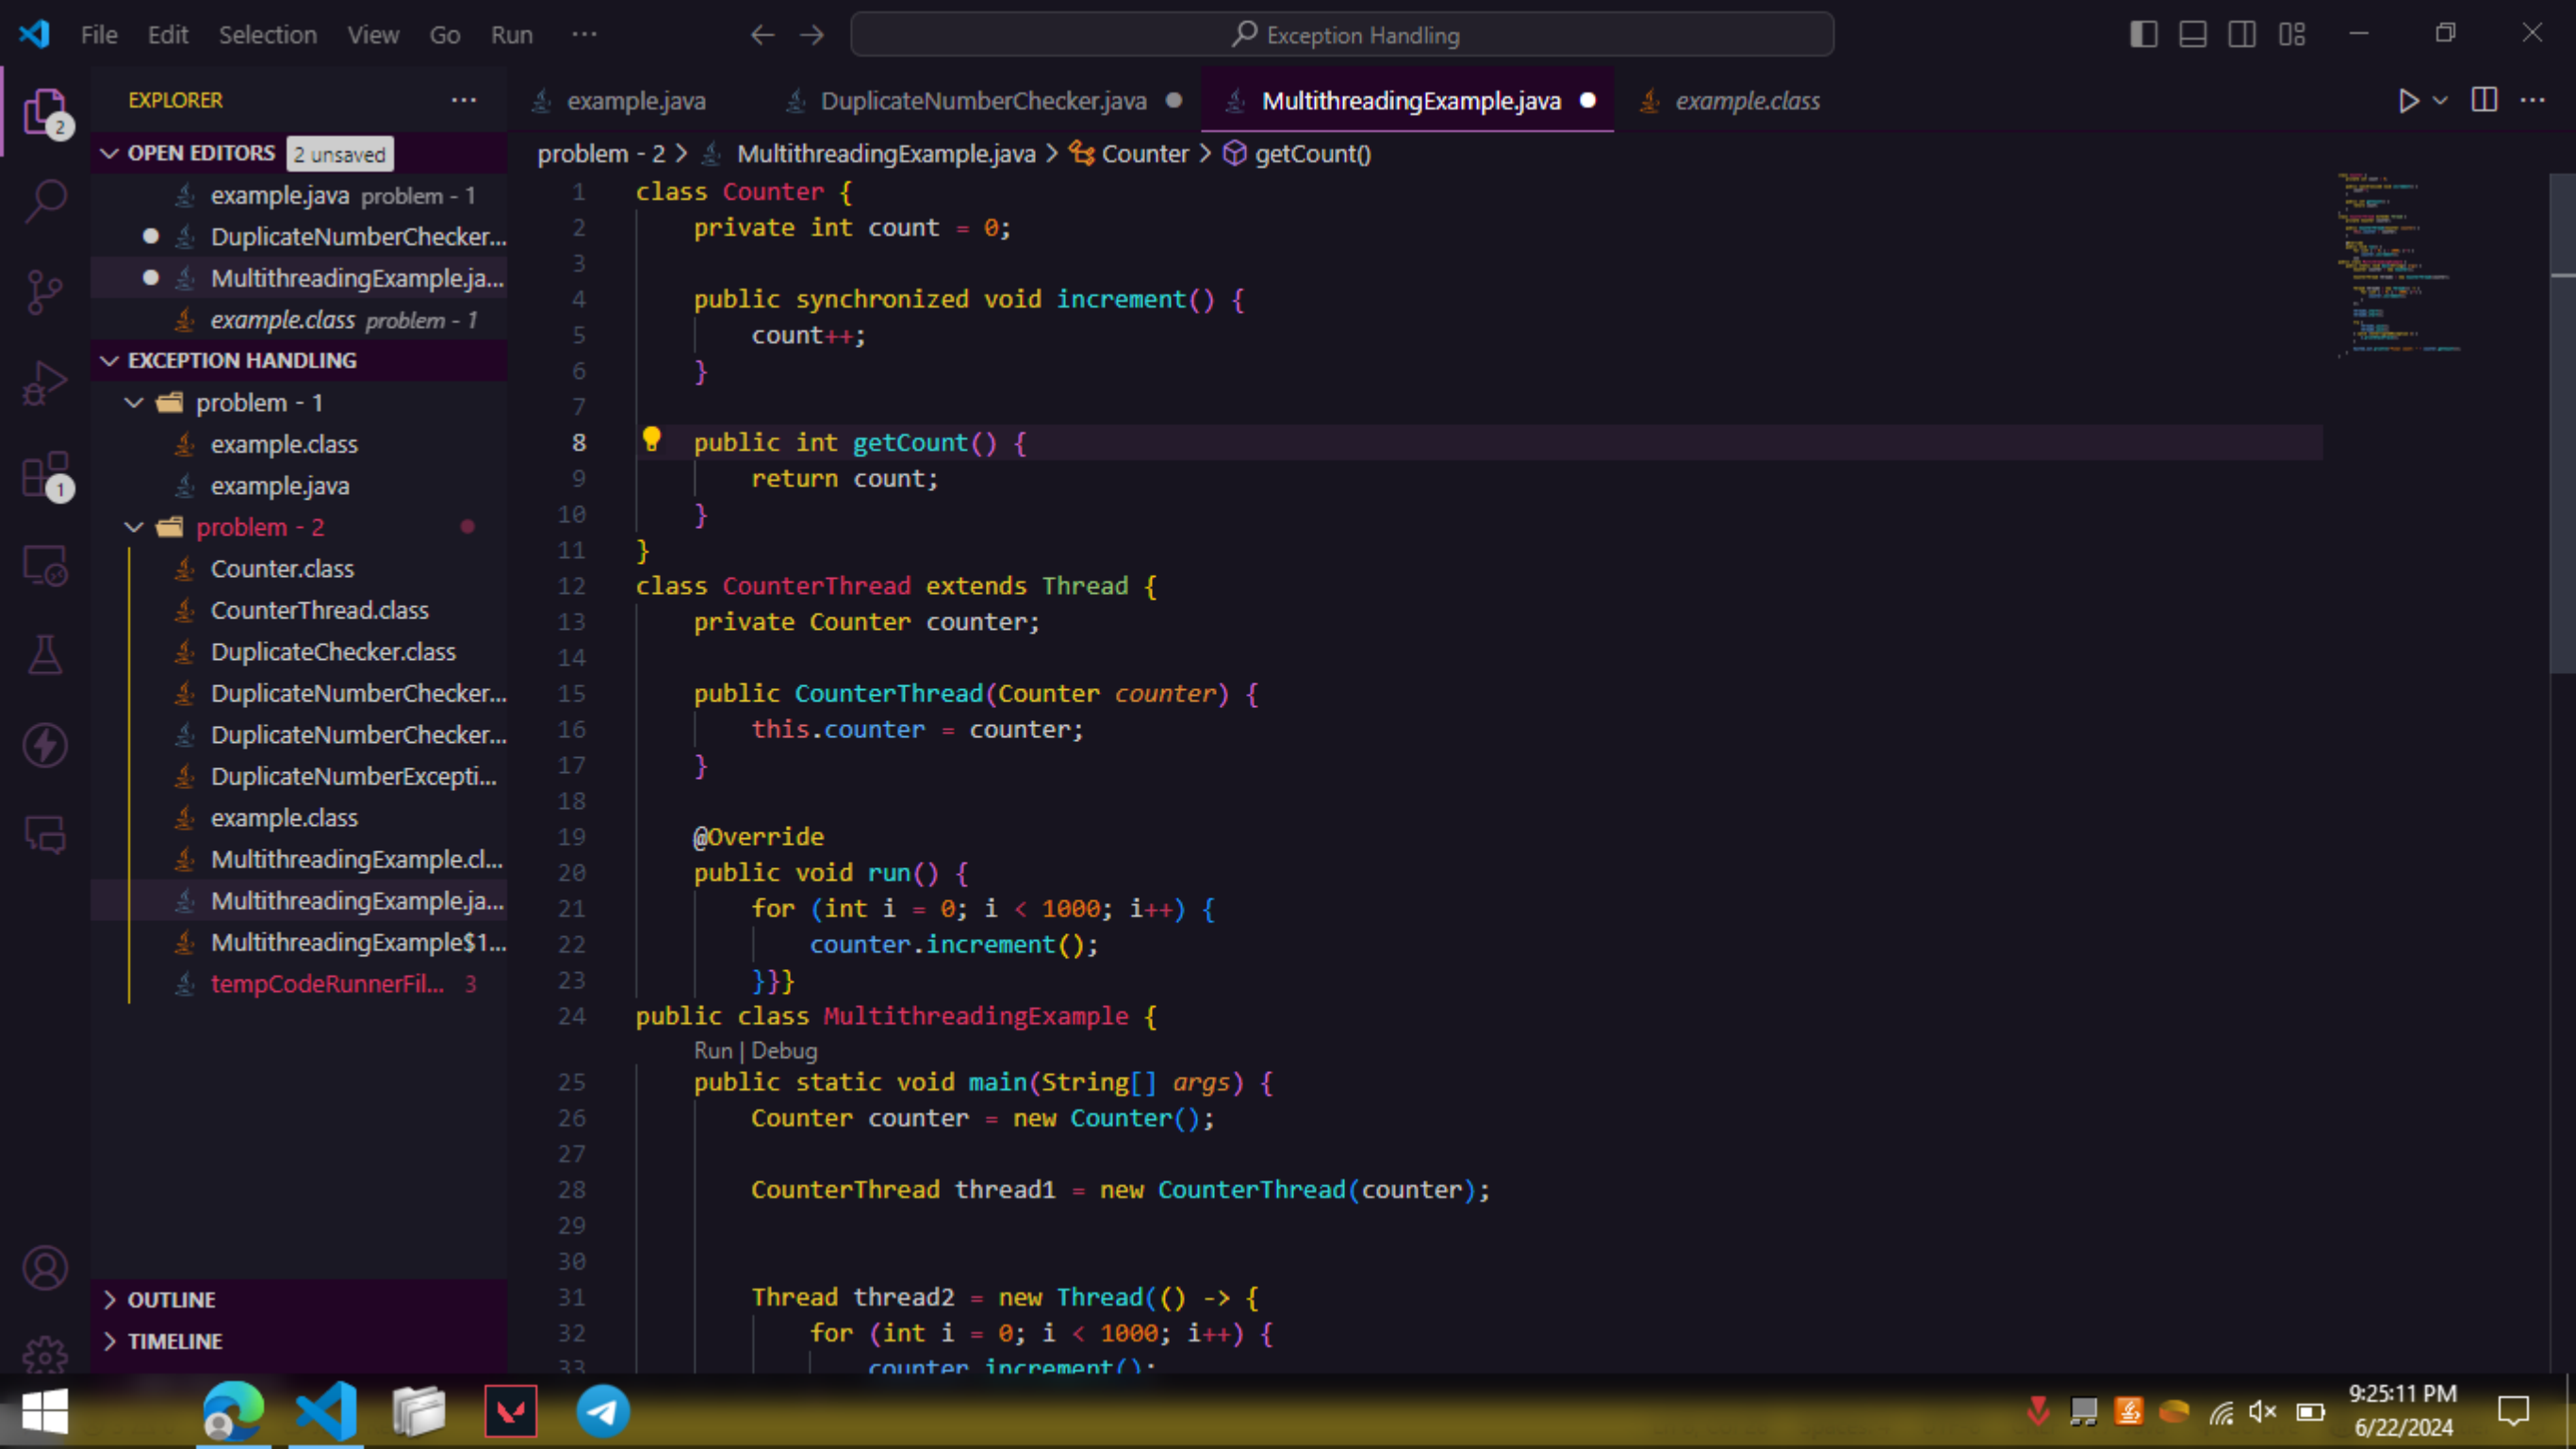 File Edit Selection View Go Run ··· Exception Handling
EXPLORER ···
example.java DuplicateNumberChecker.java MultithreadingExample.java example.class
2
OPEN EDITORS 2 unsaved
example.java problem - 1
DuplicateNumberChecker...
MultithreadingExample.ja...
example.class problem - 1
EXCEPTION HANDLING
problem - 1
example.class
example.java
1
problem - 2
Counter.class
CounterThread.class
DuplicateChecker.class
DuplicateNumberChecker...
DuplicateNumberChecker...
DuplicateNumberExcepti...
example.class
MultithreadingExample.cl...
MultithreadingExample.ja...
MultithreadingExample$1...
tempCodeRunnerFil... 3
OUTLINE
TIMELINE
problem - 2 > MultithreadingExample.java > Counter > getCount()
1 class Counter {
2 private int count = 0;
3
4 public synchronized void increment() {
5 count++;
6 }
7
8 public int getCount() {
9 return count;
10 }
11 }
12 class CounterThread extends Thread {
13 private Counter counter;
14
15 public CounterThread(Counter counter) {
16 this.counter = counter;
17 }
18
19 @Override
20 public void run() {
21 for (int i = 0; i < 1000; i++) {
22 counter.increment();
23 }}}
24 public class MultithreadingExample {
Run | Debug
25 public static void main(String[] args) {
26 Counter counter = new Counter();
27
28 CounterThread thread1 = new CounterThread(counter);
29
30
31 Thread thread2 = new Thread(() -> {
32 for (int i = 0; i < 1000; i++) {
33 counter.increment();
9:25:11 PM
6/22/2024